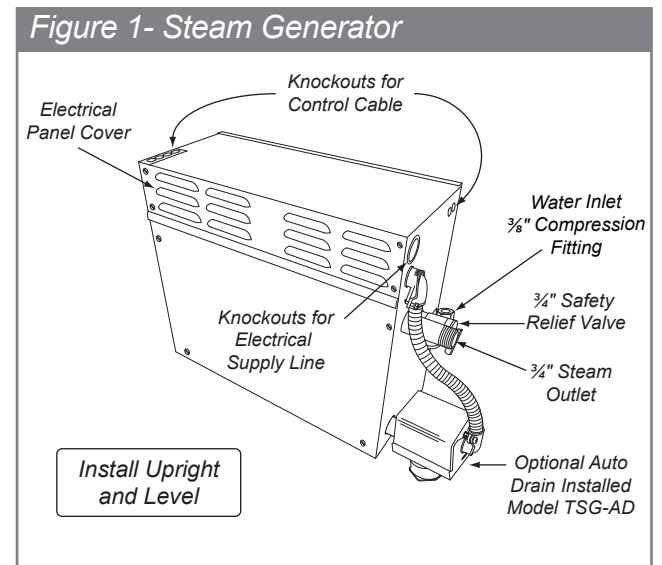 Figure 1- Steam Generator
Knockouts for
Control Cable
Electrical
Panel Cover
Water Inlet
⅜" Compression
Fitting
¾" Safety
Relief Valve
¾" Steam
Outlet
Knockouts for
Electrical
Supply Line
Install Upright
and Level
Optional Auto
Drain Installed
Model TSG-AD